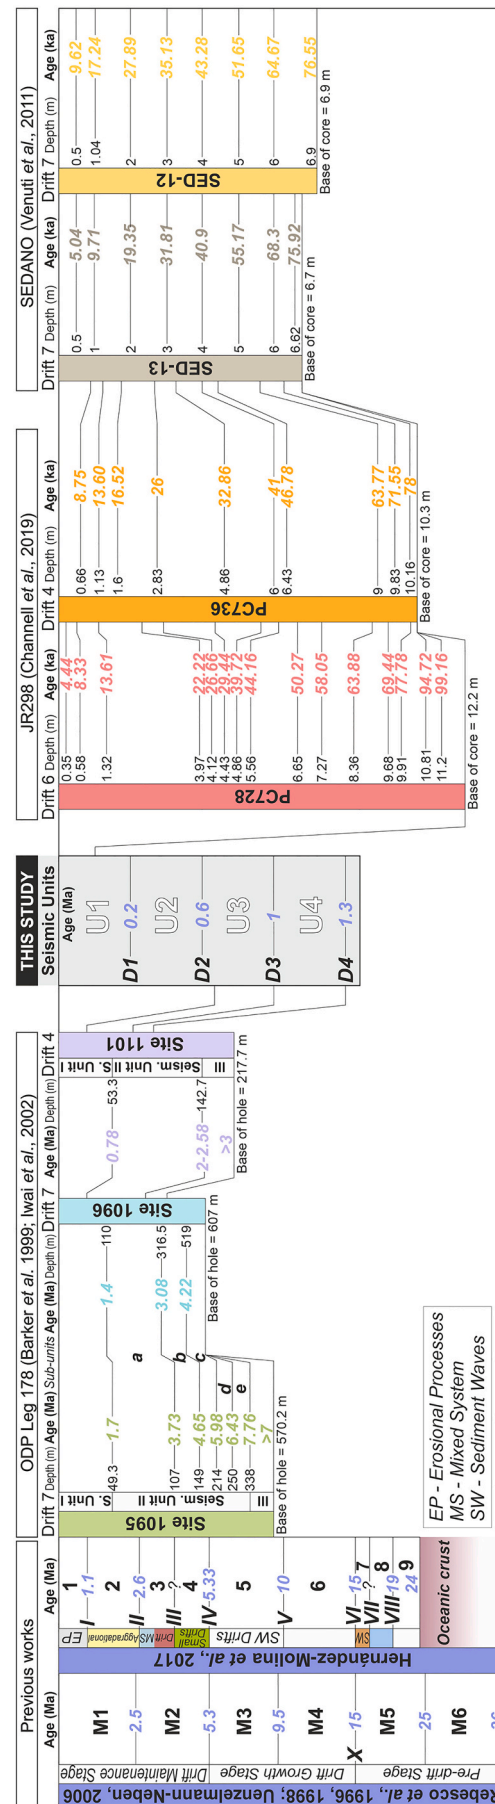 Previous works
Age (Ma)
Age (Ma)
Rebesco et al., 1996, 1998; Uenzelmann-Neben, 2006
Drift Maintenance Stage
Drift Growth Stage
Pre-drift Stage
M1
2.5
M2
5.3
M3
9.5
M4
X 15
M5
25
M6
Hernández-Molina et al., 2017
EP
Aggradational
MS
Drift
Small Drifts
SW Drifts
SW
1
I 1.1
2
II 2.6
3
III ?
4
IV 5.33
5
V 10
6
VI 15
7
VII ?
8
VIII 19
9
24
Oceanic crust
EP - Erosional Processes
MS - Mixed System
SW - Sediment Waves
ODP Leg 178 (Barker et al. 1999; Iwai et al., 2002)
Drift 7 Depth (m) Age (Ma) Sub-units Age (Ma) Depth (m) Drift 7 Age (Ma) Depth (m) Drift 4
Site 1095
S. Unit I
Seism. Unit II
III
49.3 1.7
107 3.73
149 4.65
214 5.98
250 6.43
338 7.76
>7
Base of hole = 570.2 m
a
b
c
d
e
1.4 110
3.08 316.5
4.22 519
Site 1096
Base of hole = 607 m
0.78 53.3
2-2.58 142.7
>3
S. Unit I
Seism. Unit II
III
Site 1101
Base of hole = 217.7 m
THIS STUDY
Seismic Units
Age (Ma)
U1
D1 0.2
U2
D2 0.6
U3
D3 1
U4
D4 1.3
JR298 (Channell et al., 2019)
Drift 6 Depth (m) Age (ka) Drift 4 Depth (m) Age (ka)
PC728
0.35 4.44
0.58 8.33
1.32 13.61
3.97 22.22
4.12 26.66
4.43 29.44
4.86 39.72
5.56 44.16
6.65 50.27
7.27 58.05
8.36 63.88
9.68 69.44
9.91 77.78
10.81 94.72
11.2 99.16
Base of core = 12.2 m
PC736
0.66 8.75
1.13 13.60
1.6 16.52
2.83 26
4.86 32.86
6 41
6.43 46.78
9 63.77
9.83 71.55
10.16 78
Base of core = 10.3 m
SEDANO (Venuti et al., 2011)
Drift 7 Depth (m) Age (ka) Drift 7 Depth (m) Age (ka)
SED-13
0.5 5.04
1 9.71
2 19.35
3 31.81
4 40.9
5 55.17
6 68.3
6.62 75.92
Base of core = 6.7 m
SED-12
0.5 9.62
1.04 17.24
2 27.89
3 35.13
4 43.28
5 51.65
6 64.67
6.9 76.55
Base of core = 6.9 m